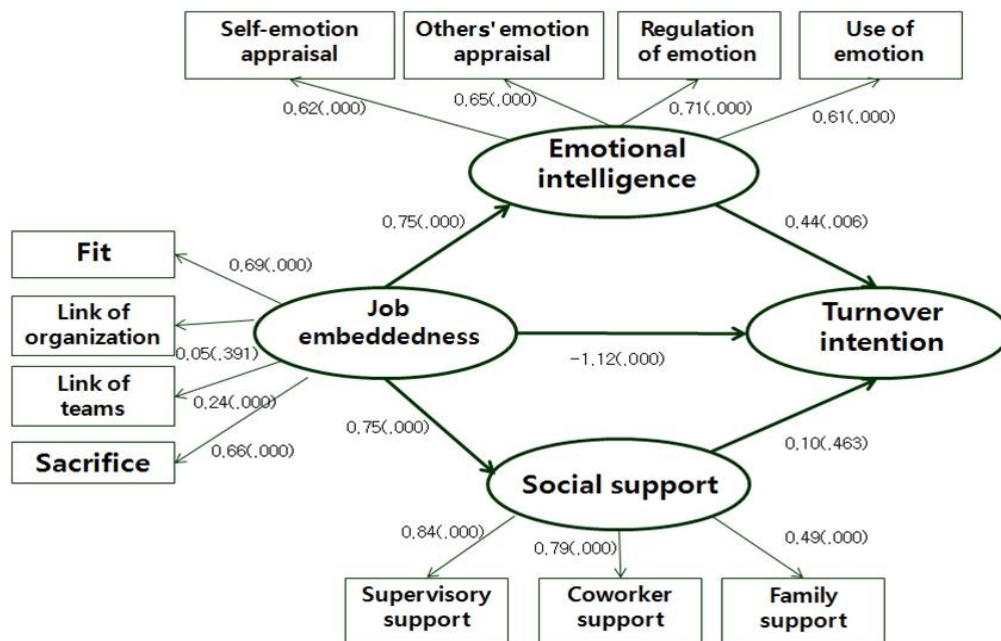 Self-emotion
appraisal
Others' emotion
appraisal
Regulation
of emotion
Use of
emotion
0.62(.000)
0.65(.000)
0.71(.000)
0.61(.000)
Emotional
intelligence
0.75(.000)
0.44(.006)
Fit
0.69(.000)
Link of
organization
0.05(.391)
Link of
teams
0.24(.000)
Sacrifice
0.66(.000)
Job
embeddedness
-1.12(.000)
Turnover
intention
0.75(.000)
0.10(.463)
Social support
0.84(.000)
0.79(.000)
0.49(.000)
Supervisory
support
Coworker
support
Family
support